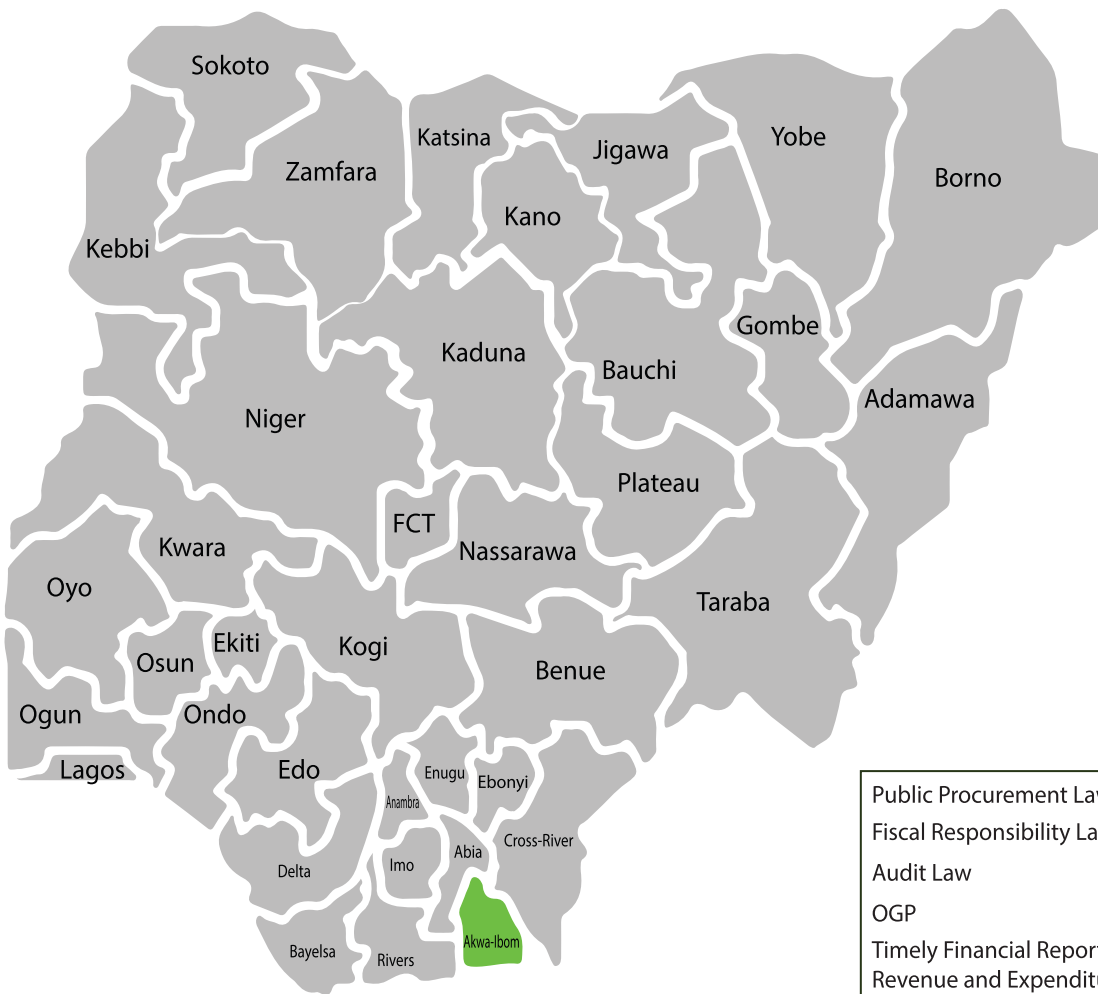 Sokoto
Katsina
Yobe
Jigawa
Zamfara
Borno
Kano
Kebbi
Gombe
Kaduna
Bauchi
Adamawa
Niger
Plateau
FCT
Kwara
Nassarawa
Oyo
Taraba
Ekiti
Kogi
Osun
Benue
Ogun
Ondo
Lagos
Edo
Enugu
Ebonyi
Anambra
Cross-River
Abia
Imo
Delta
Akwa-Ibom
Bayelsa
Rivers
Public Procurement Law
Fiscal Responsibility La
Audit Law
OGP
Timely Financial Report
Revenue and Expenditu